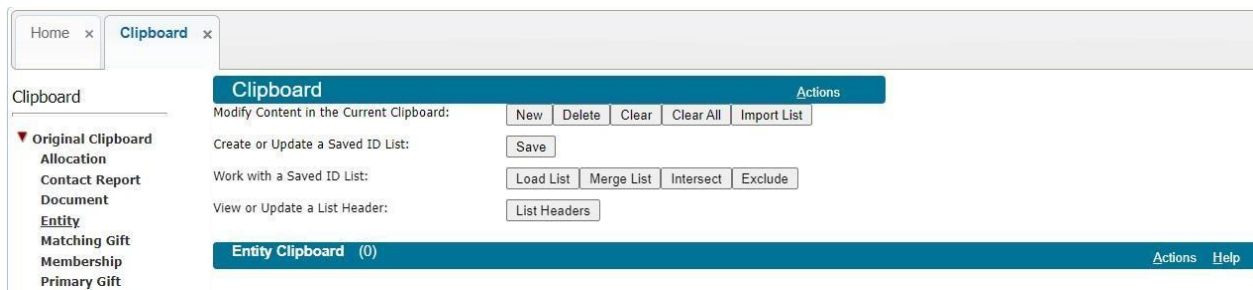 Home x Clipboard x
Clipboard
Original Clipboard
Allocation
Contact Report
Document
Entity
Matching Gift
Membership
Primary Gift
Clipboard Actions
Modify Content in the Current Clipboard: New Delete Clear Clear All Import List
Create or Update a Saved ID List: Save
Work with a Saved ID List: Load List Merge List Intersect Exclude
View or Update a List Header: List Headers
Entity Clipboard (0) Actions Help